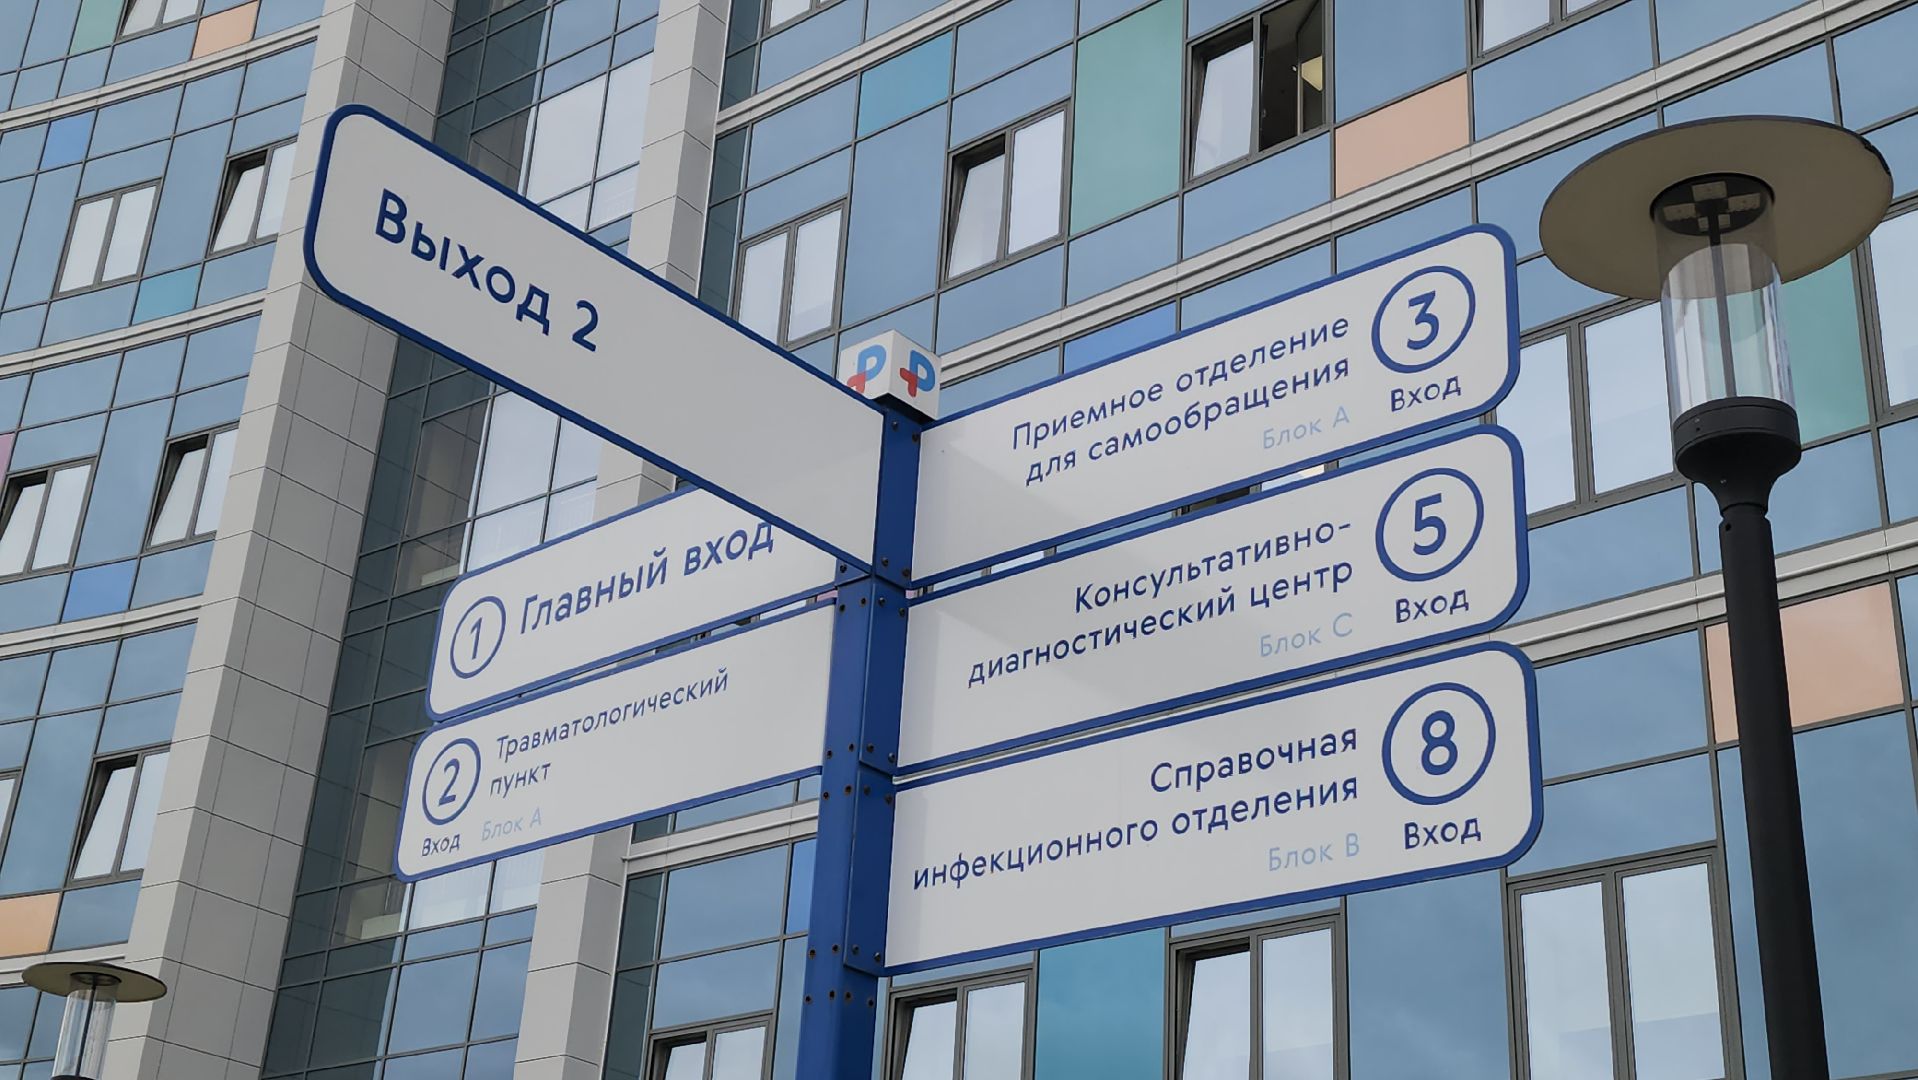 Выход 2
1 Главный вход
2 Травматологический
пункт
Вход Блок А
3 Приемное отделение
для самообращения
Блок А Вход
5 Консультативно-
диагностический центр
Блок С Вход
8 Справочная
инфекционного отделения
Блок В Вход